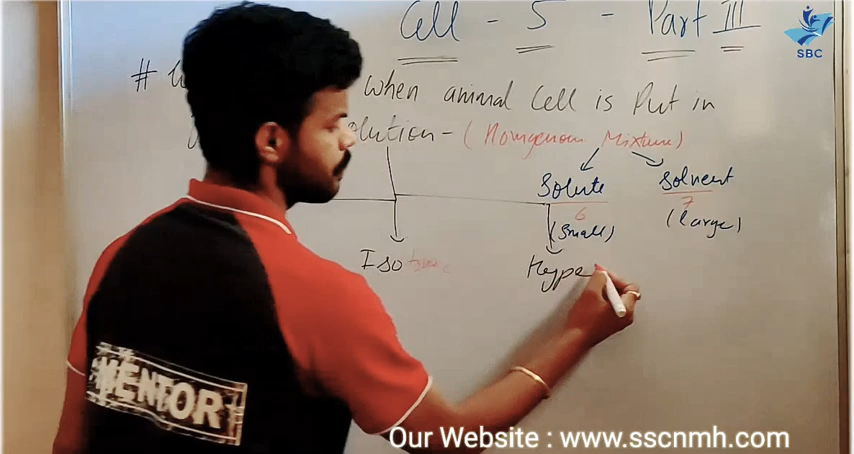 Cell - 5 - Part III
SBC
# when animal Cell is Put in
olution - (Homogenous Mixture)
Solute Solvent
6 7
(Small) (large)
Isotonic
Hype
MENTOR
Our Website : www.sscnmh.com